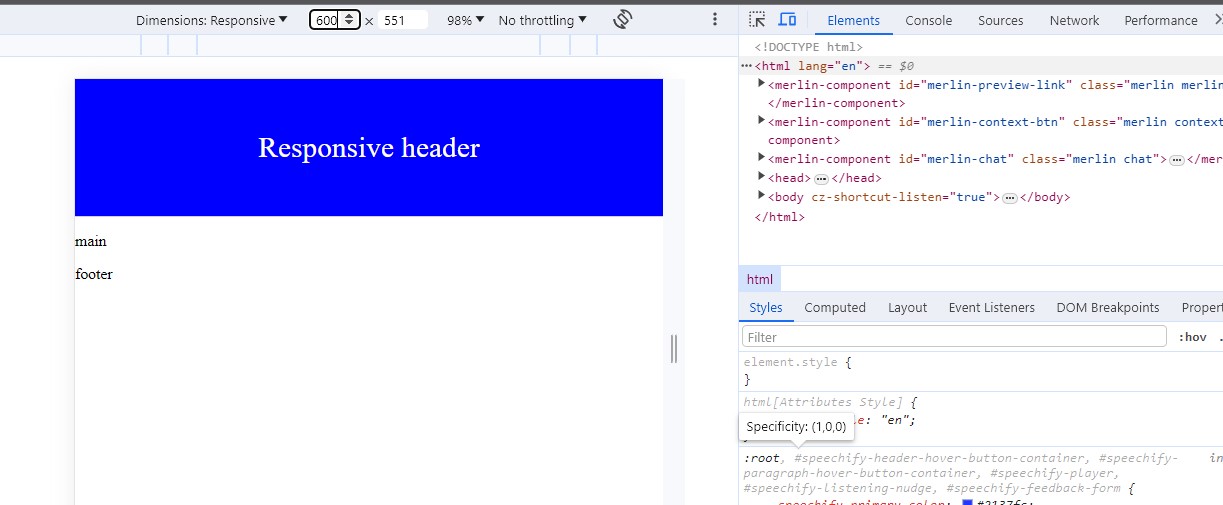 Dimensions: Responsive ▼ 600 × 551 98% ▼ No throttling ▼
Elements Console Sources Network Performance
Responsive header
main
footer
<!DOCTYPE html>
<html lang="en"> == $0
<merlin-component id="merlin-preview-link" class="merlin merlin
</merlin-component>
<merlin-component id="merlin-context-btn" class="merlin context
component>
<merlin-component id="merlin-chat" class="merlin chat">…</mer
<head>…</head>
<body cz-shortcut-listen="true">…</body>
</html>
html
Styles Computed Layout Event Listeners DOM Breakpoints Propert
Filter :hov .
element.style {
}
html[Attributes Style] {
"en";
Specificity: (1,0,0)
:root, #speechify-header-hover-button-container, #speechify- in
paragraph-hover-button-container, #speechify-player,
#speechify-listening-nudge, #speechify-feedback-form {
speechify-primary-color: #2137fc;